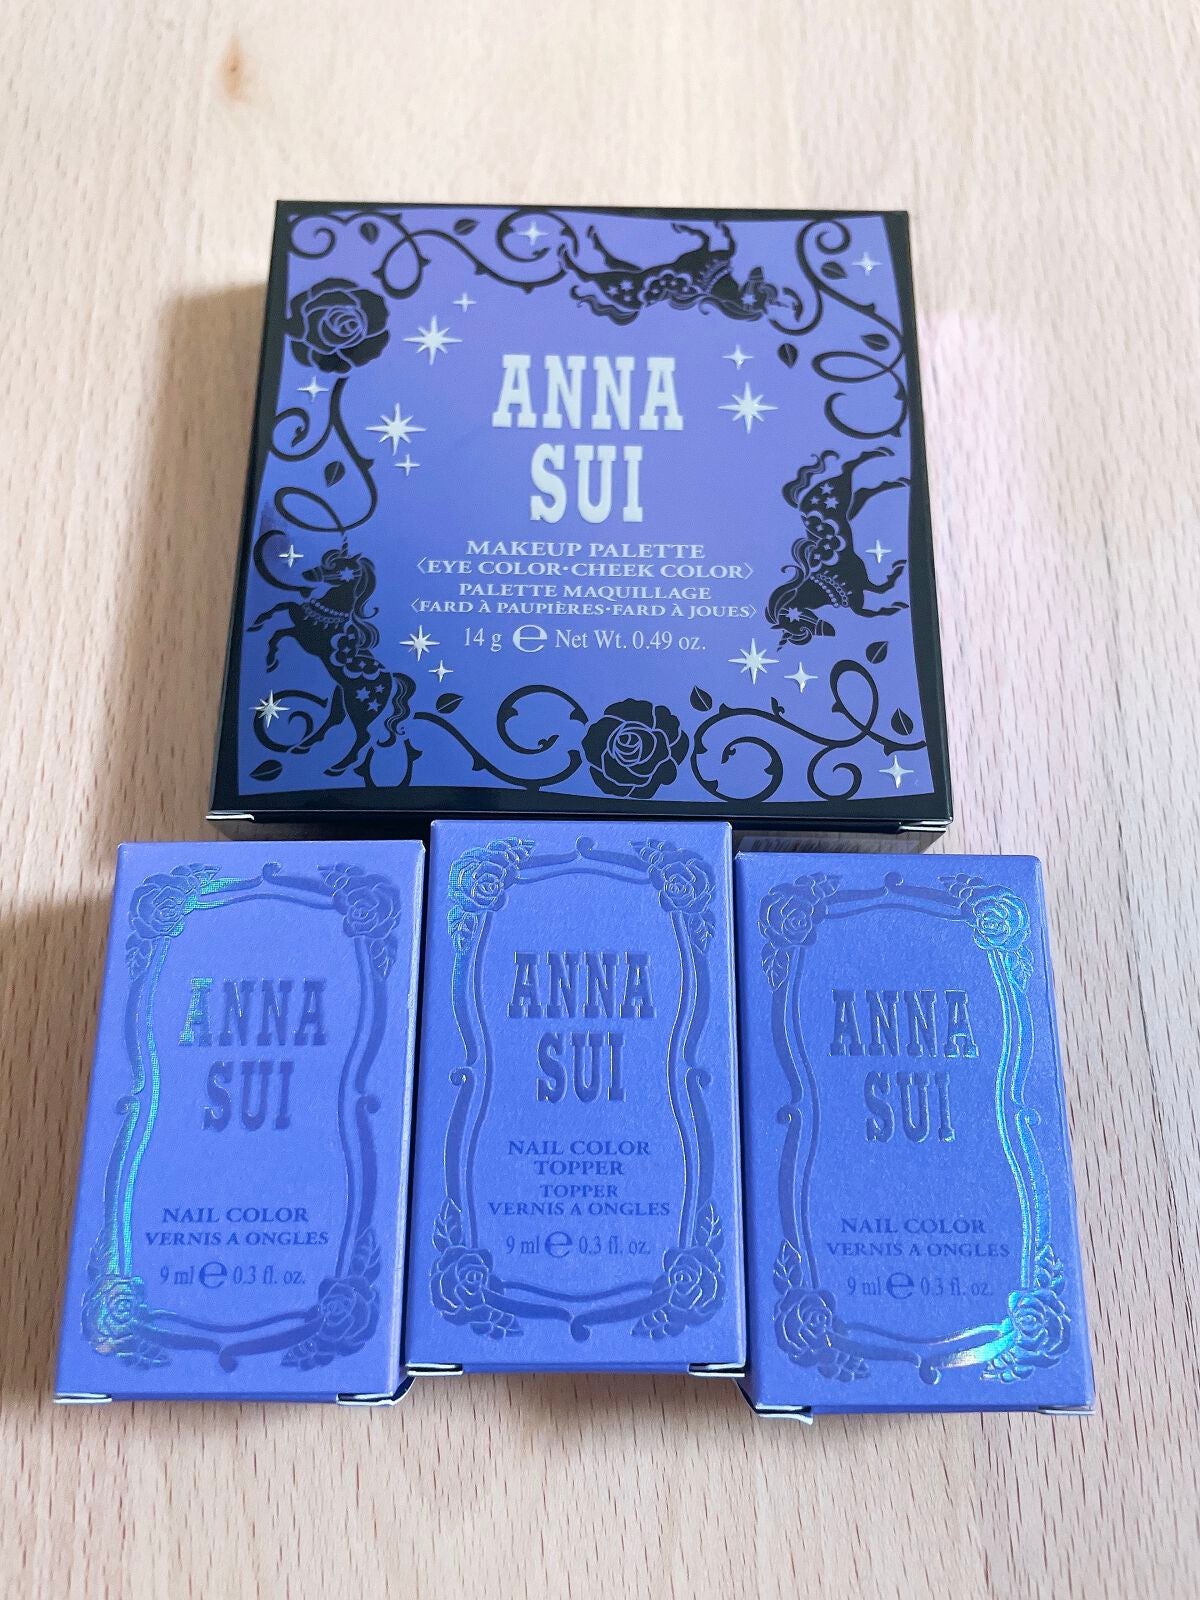 ANNA
SUI
MAKEUP PALETTE
〈EYE COLOR·CHEEK COLOR〉
PALETTE MAQUILLAGE
〈FARD À PAUPIÈRES·FARD À JOUES〉
14 g ℮ Net Wt. 0.49 oz.
ANNA
SUI
NAIL COLOR
VERNIS A ONGLES
9 ml ℮ 0.3 fl. oz.
ANNA
SUI
NAIL COLOR
TOPPER
TOPPER
VERNIS A ONGLES
9 ml ℮ 0.3 fl. oz.
ANNA
SUI
NAIL COLOR
VERNIS A ONGLES
9 ml ℮ 0.3 fl. oz.